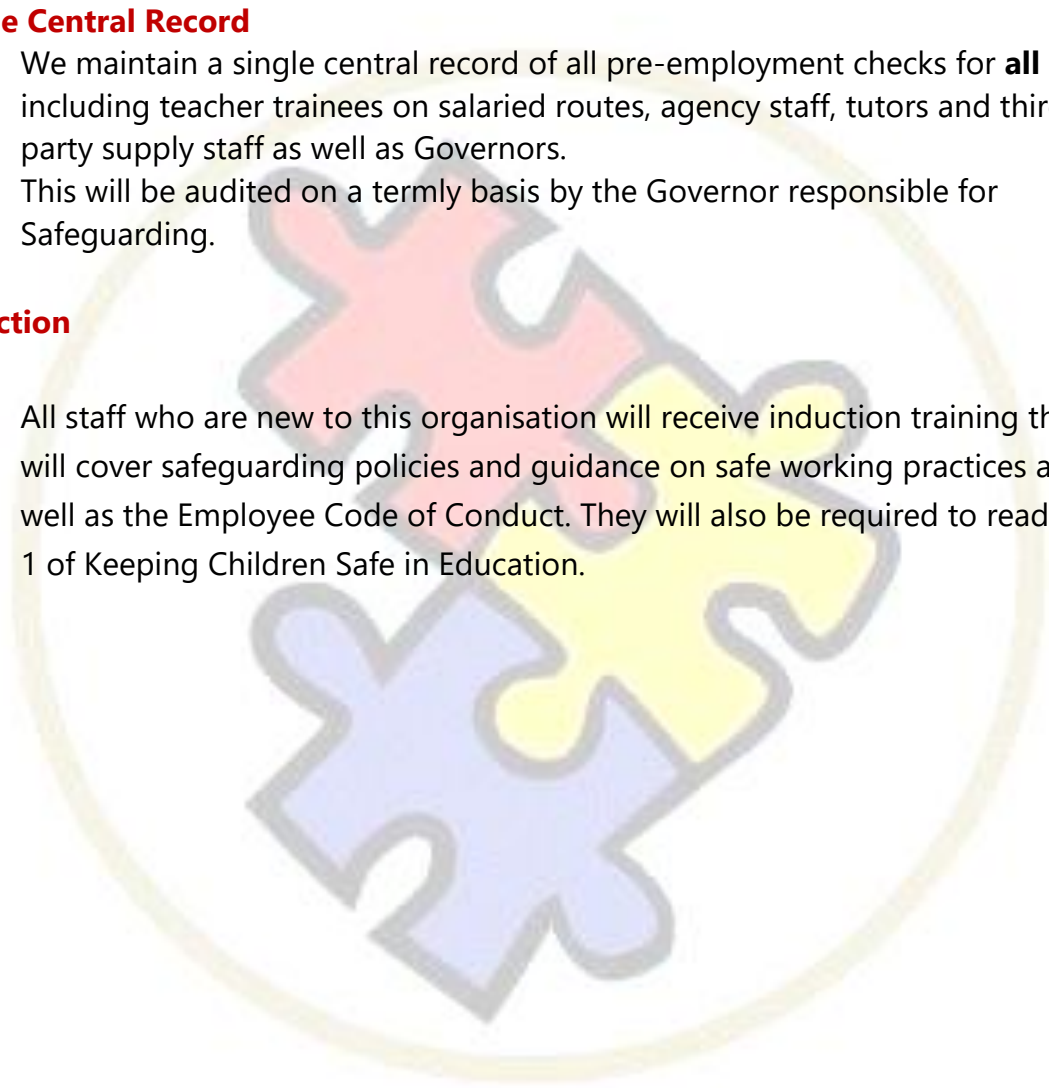 e Central Record
We maintain a single central record of all pre-employment checks for all
including teacher trainees on salaried routes, agency staff, tutors and thir
party supply staff as well as Governors.
This will be audited on a termly basis by the Governor responsible for
Safeguarding.
ction
All staff who are new to this organisation will receive induction training th
will cover safeguarding policies and guidance on safe working practices a
well as the Employee Code of Conduct. They will also be required to read
1 of Keeping Children Safe in Education.